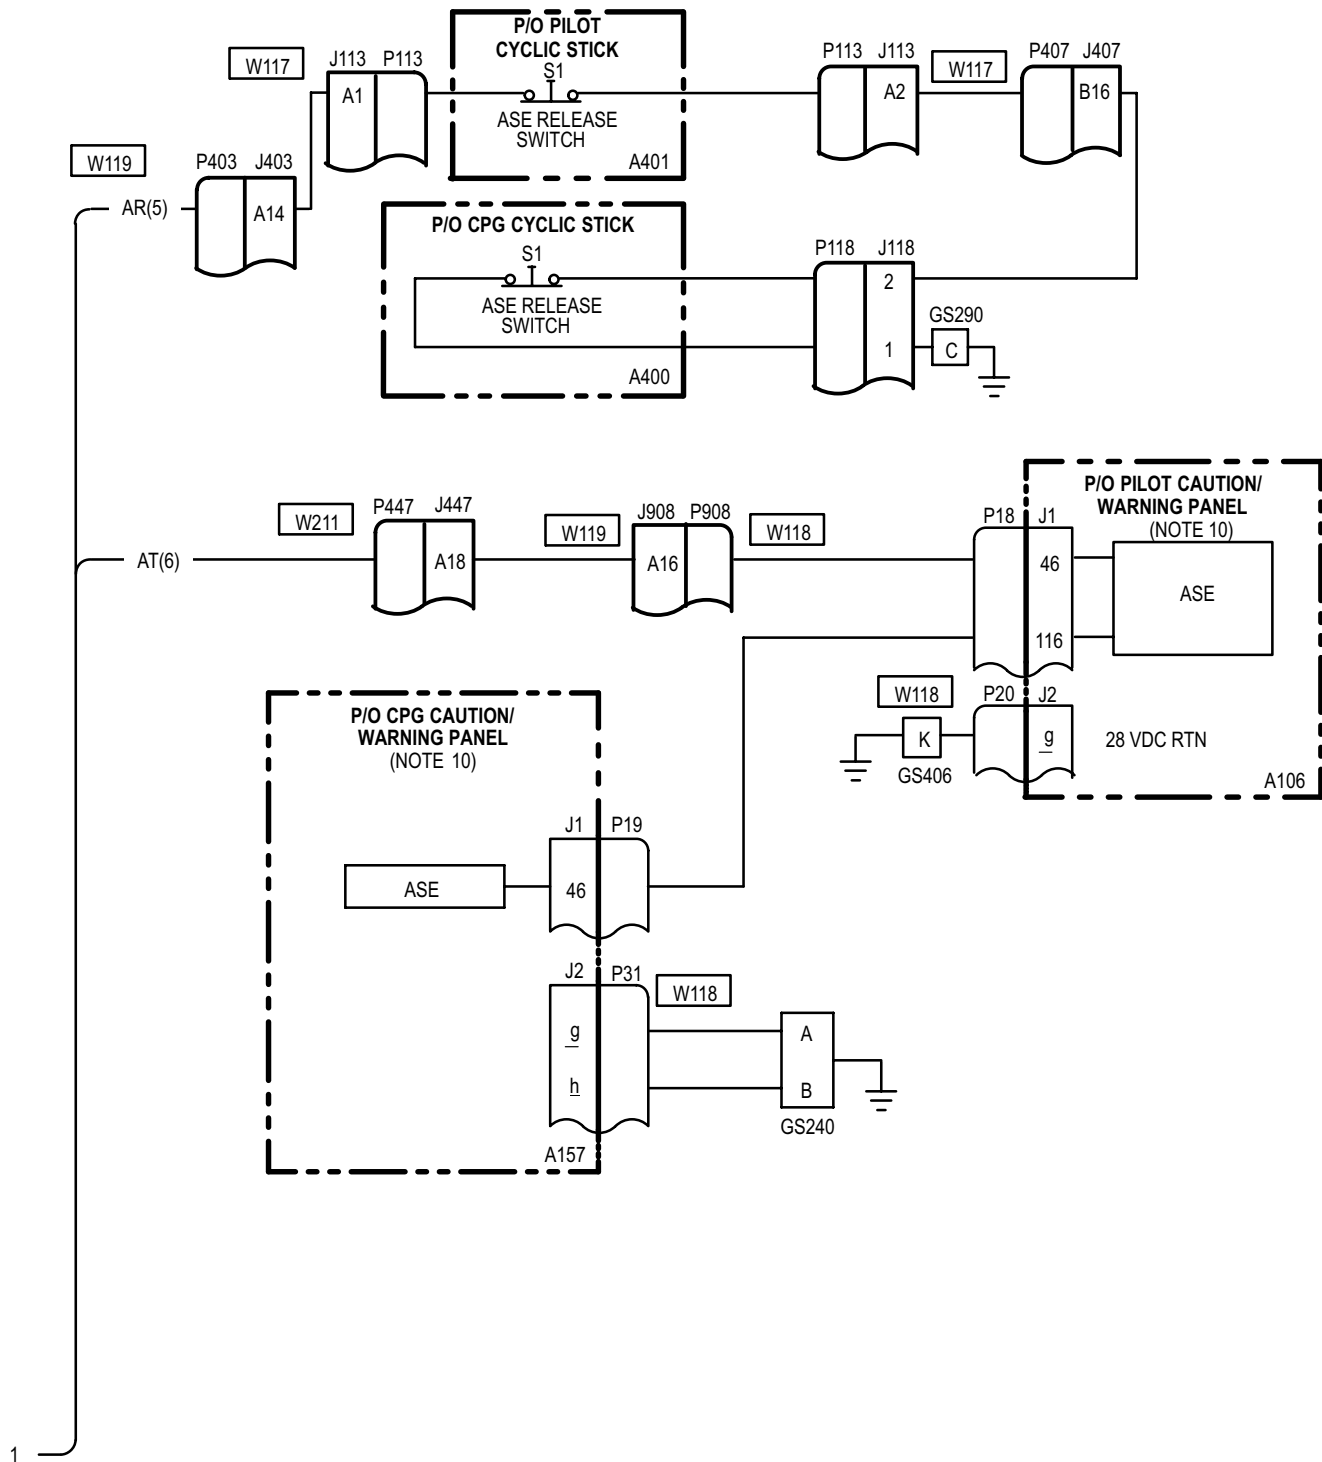 P/O PILOT
CYCLIC STICK
S1
ASE RELEASE
SWITCH
A401
W117
J113 P113
A1
P113 J113
A2
W117
P407 J407
B16
W119
P403 J403
AR(5)
A14
P/O CPG CYCLIC STICK
S1
ASE RELEASE
SWITCH
A400
P118 J118
2
1
GS290
C
W211
P447 J447
AT(6)
A18
W119
J908 P908
A16
W118
P/O PILOT CAUTION/
WARNING PANEL
(NOTE 10)
P18 J1
46
116
ASE
W118
P20 J2
K
g
28 VDC RTN
GS406
A106
P/O CPG CAUTION/
WARNING PANEL
(NOTE 10)
J1 P19
ASE
46
J2 P31
W118
g
h
A
B
GS240
A157
1